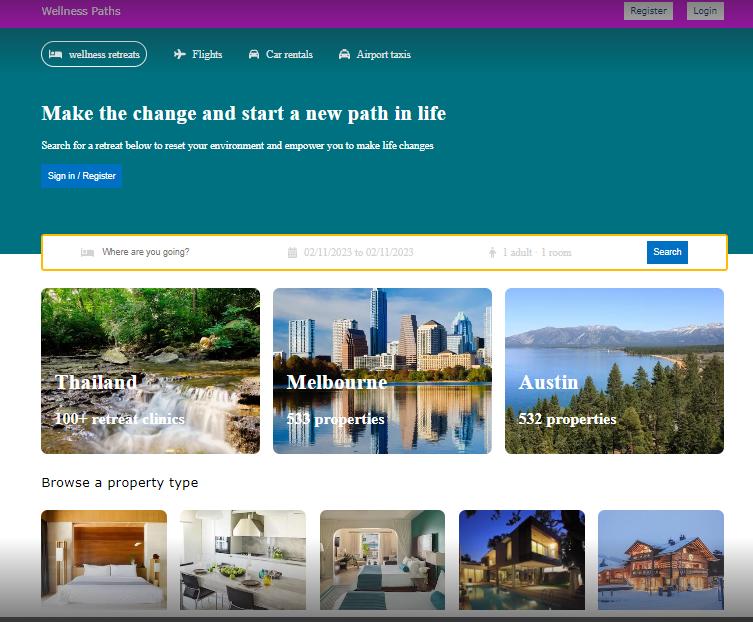 Wellness Paths
Register
Login
wellness retreats
Flights
Car rentals
Airport taxis
Make the change and start a new path in life
Search for a retreat below to reset your environment and empower you to make life changes
Sign in / Register
Where are you going?
02/11/2023 to 02/11/2023
1 adult · 1 room
Search
Thailand
100+ retreat clinics
Melbourne
533 properties
Austin
532 properties
Browse a property type